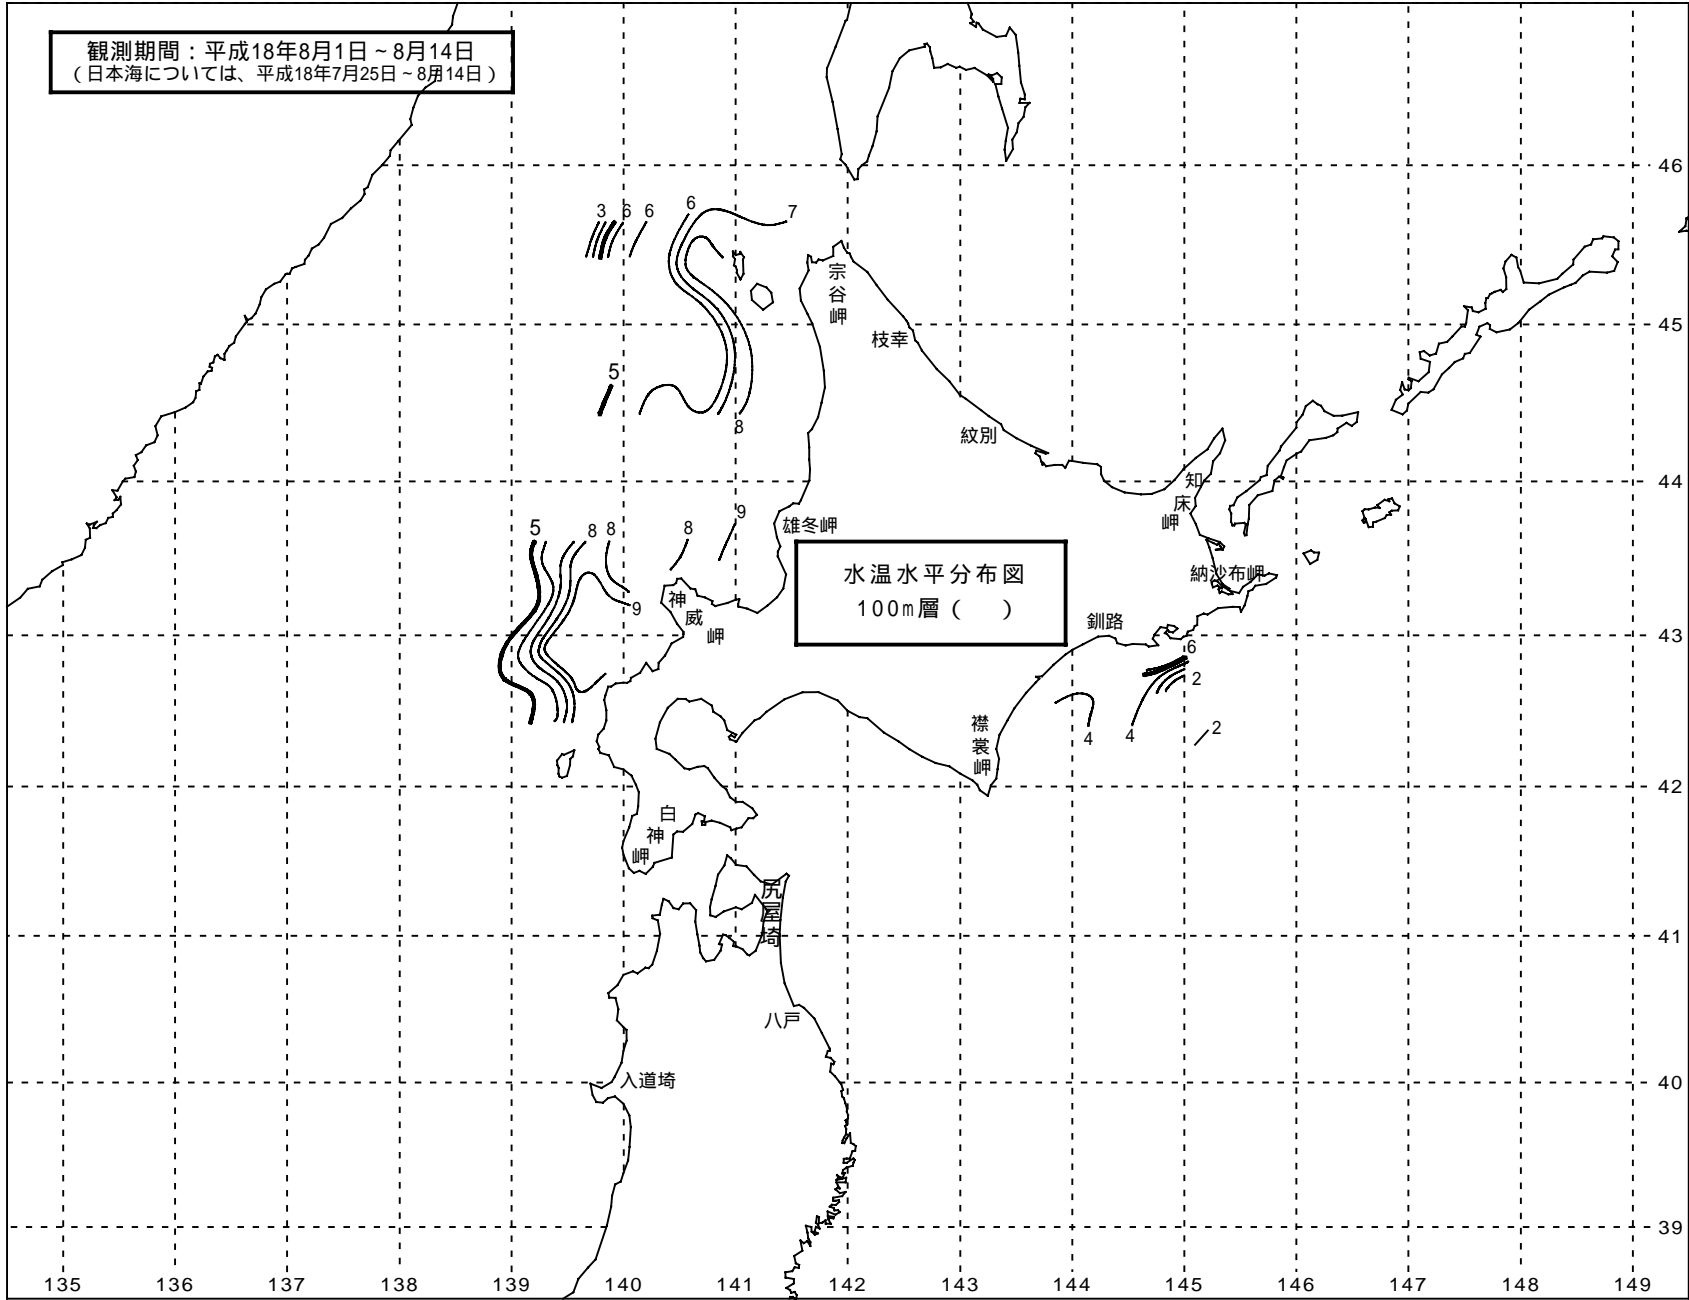 観測期間：平成18年8月1日~8月14日
（日本海については、平成18年7月25日~8月14日）
46
3 6 6 6 7
宗谷岬
45
枝幸
5
8
紋別
44
知床岬
9
雄冬岬
5 8 8 8
水温水平分布図
100m層（　）
納沙布岬
9
神威岬
釧路
43
6
2
襟裳岬
4 4 2
42
白神岬
尻屋埼
41
八戸
40
入道埼
39
135 136 137 138 139 140 141 142 143 144 145 146 147 148 149